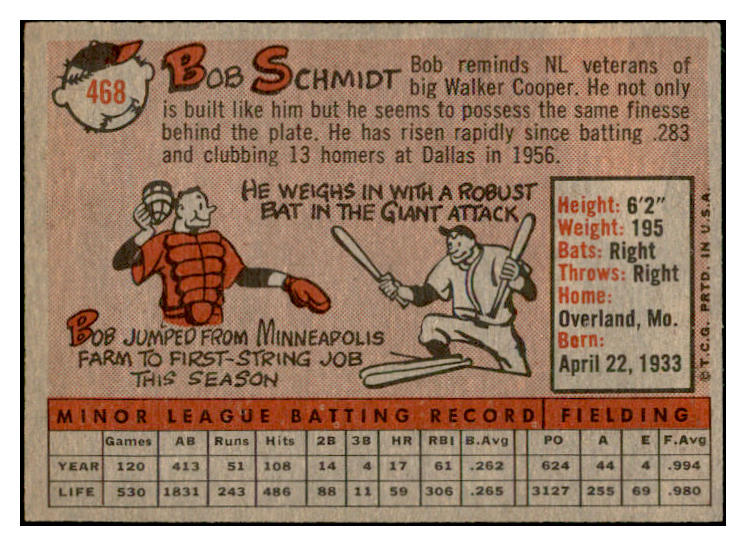 468
BOB SCHMIDT
Bob reminds NL veterans of
big Walker Cooper. He not only
is built like him but he seems to possess the same finesse
behind the plate. He has risen rapidly since batting .283
and clubbing 13 homers at Dallas in 1956.
HE WEIGHS IN WITH A ROBUST
BAT IN THE GIANT ATTACK
BOB JUMPED FROM MINNEAPOLIS
FARM TO FIRST-STRING JOB
THIS SEASON
Height: 6'2"
Weight: 195
Bats: Right
Throws: Right
Home:
Overland, Mo.
Born:
April 22, 1933
© T.C.G. PRTD. IN U.S.A.
MINOR LEAGUE BATTING RECORD FIELDING
Games AB Runs Hits 2B 3B HR RBI B.Avg PO A E F.Avg
YEAR 120 413 51 108 14 4 17 61 .262 624 44 4 .994
LIFE 530 1831 243 486 88 11 59 306 .265 3127 255 69 .980